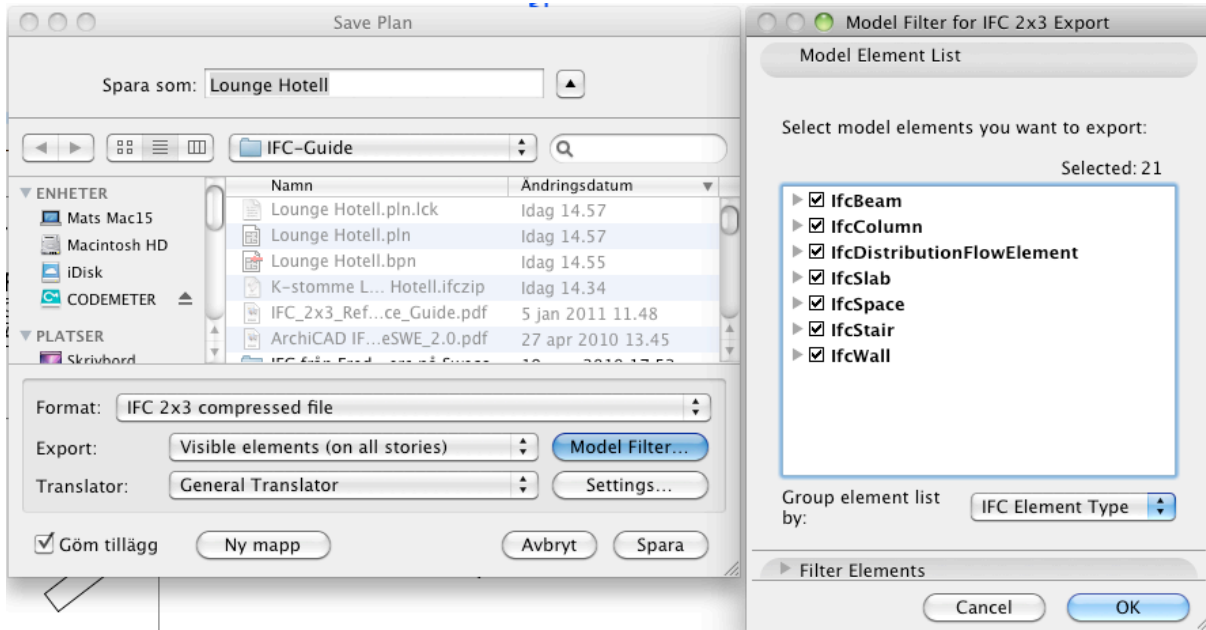 Save Plan
Spara som: Lounge Hotell
IFC-Guide
ENHETER
Mats Mac15
Macintosh HD
iDisk
CODEMETER
PLATSER
Skrivbord
Namn Ändringsdatum
Lounge Hotell.pln.lck Idag 14.57
Lounge Hotell.pln Idag 14.57
Lounge Hotell.bpn Idag 14.55
K-stomme L... Hotell.ifczip Idag 14.34
IFC_2x3_Ref...ce_Guide.pdf 5 jan 2011 11.48
ArchiCAD IF...eSWE_2.0.pdf 27 apr 2010 13.45
Format: IFC 2x3 compressed file
Export: Visible elements (on all stories) Model Filter...
Translator: General Translator Settings...
Göm tillägg Ny mapp Avbryt Spara
Model Filter for IFC 2x3 Export
Model Element List
Select model elements you want to export:
Selected: 21
IfcBeam
IfcColumn
IfcDistributionFlowElement
IfcSlab
IfcSpace
IfcStair
IfcWall
Group element list
by: IFC Element Type
Filter Elements
Cancel OK